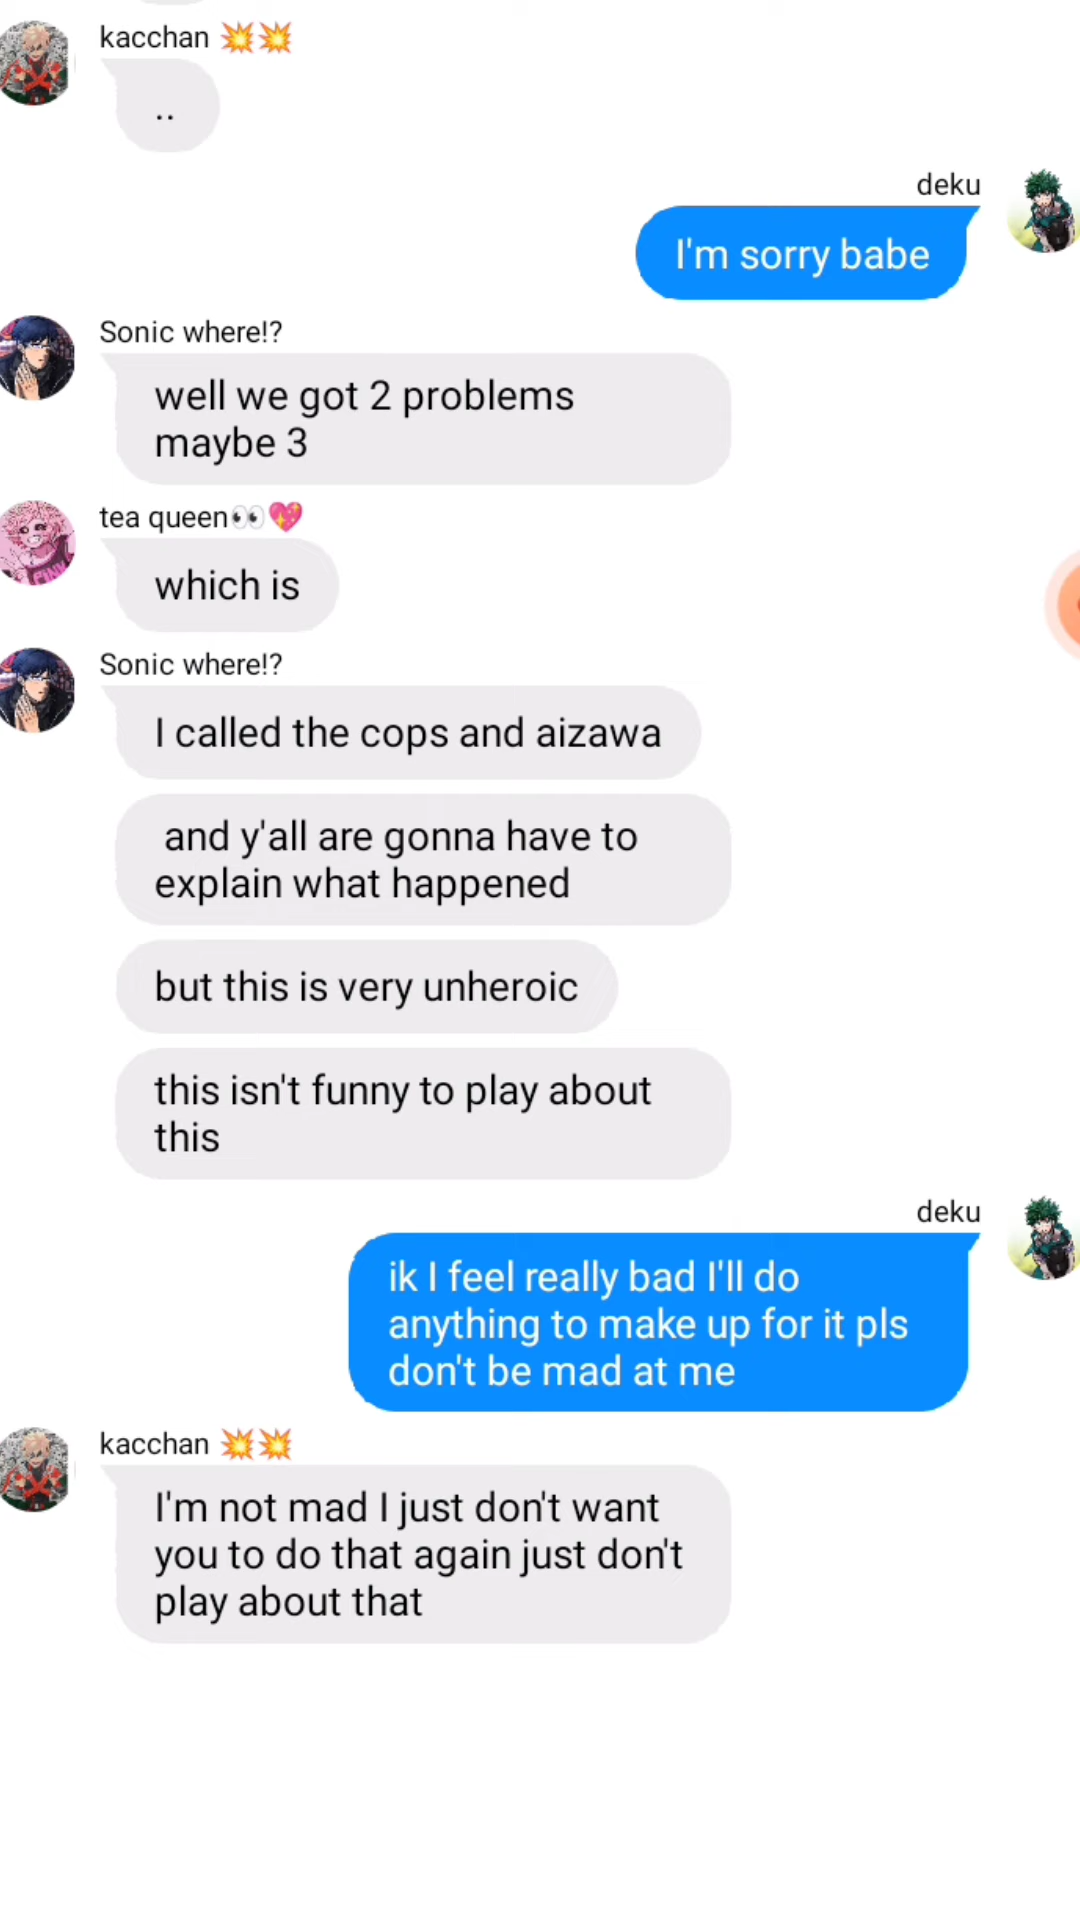 kacchan 💥💥
..
deku
I'm sorry babe
Sonic where!?
well we got 2 problems
maybe 3
tea queen👀💖
which is
Sonic where!?
I called the cops and aizawa
and y'all are gonna have to
explain what happened
but this is very unheroic
this isn't funny to play about
this
deku
ik I feel really bad I'll do
anything to make up for it pls
don't be mad at me
kacchan 💥💥
I'm not mad I just don't want
you to do that again just don't
play about that